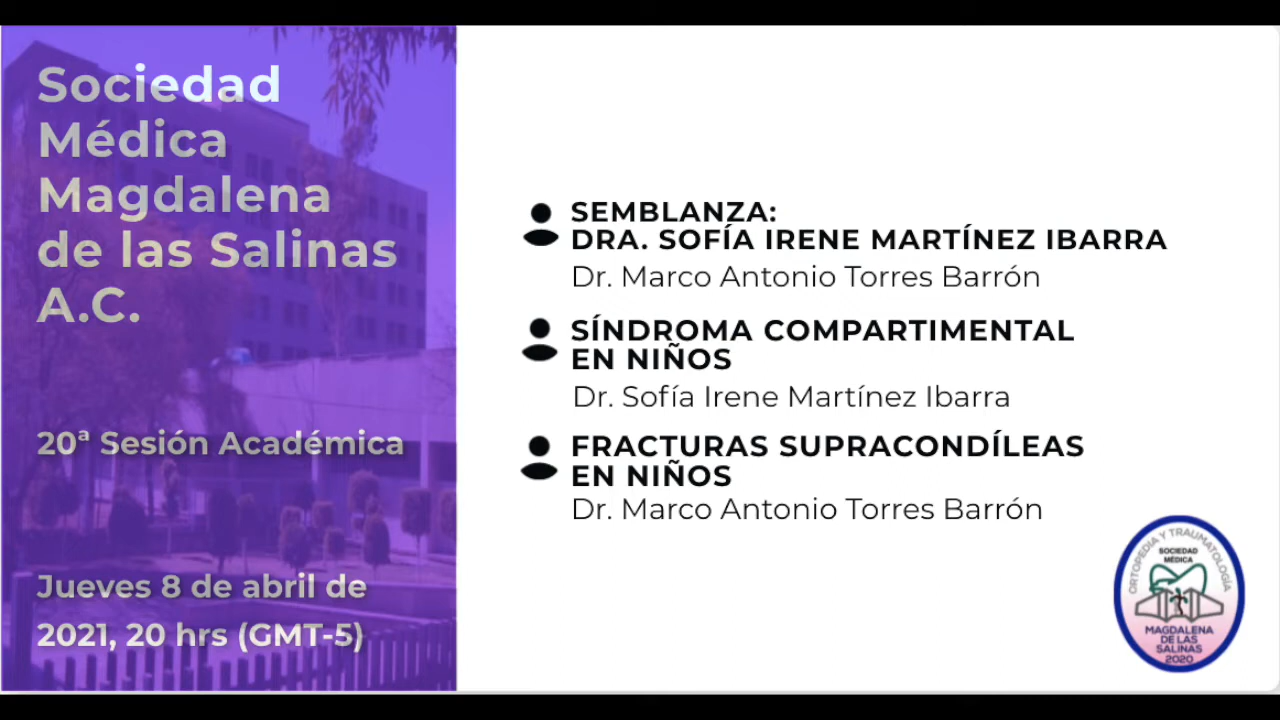 Sociedad
Médica
Magdalena
de las Salinas
A.C.
20ª Sesión Académica
Jueves 8 de abril de
2021, 20 hrs (GMT-5)
SEMBLANZA:
DRA. SOFÍA IRENE MARTÍNEZ IBARRA
Dr. Marco Antonio Torres Barrón
SÍNDROMA COMPARTIMENTAL
EN NIÑOS
Dr. Sofía Irene Martínez Ibarra
FRACTURAS SUPRACONDÍLEAS
EN NIÑOS
Dr. Marco Antonio Torres Barrón
ORTOPEDIA Y TRAUMATOLOGÍA
SOCIEDAD
MÉDICA
MAGDALENA
DE LAS
SALINAS
2020